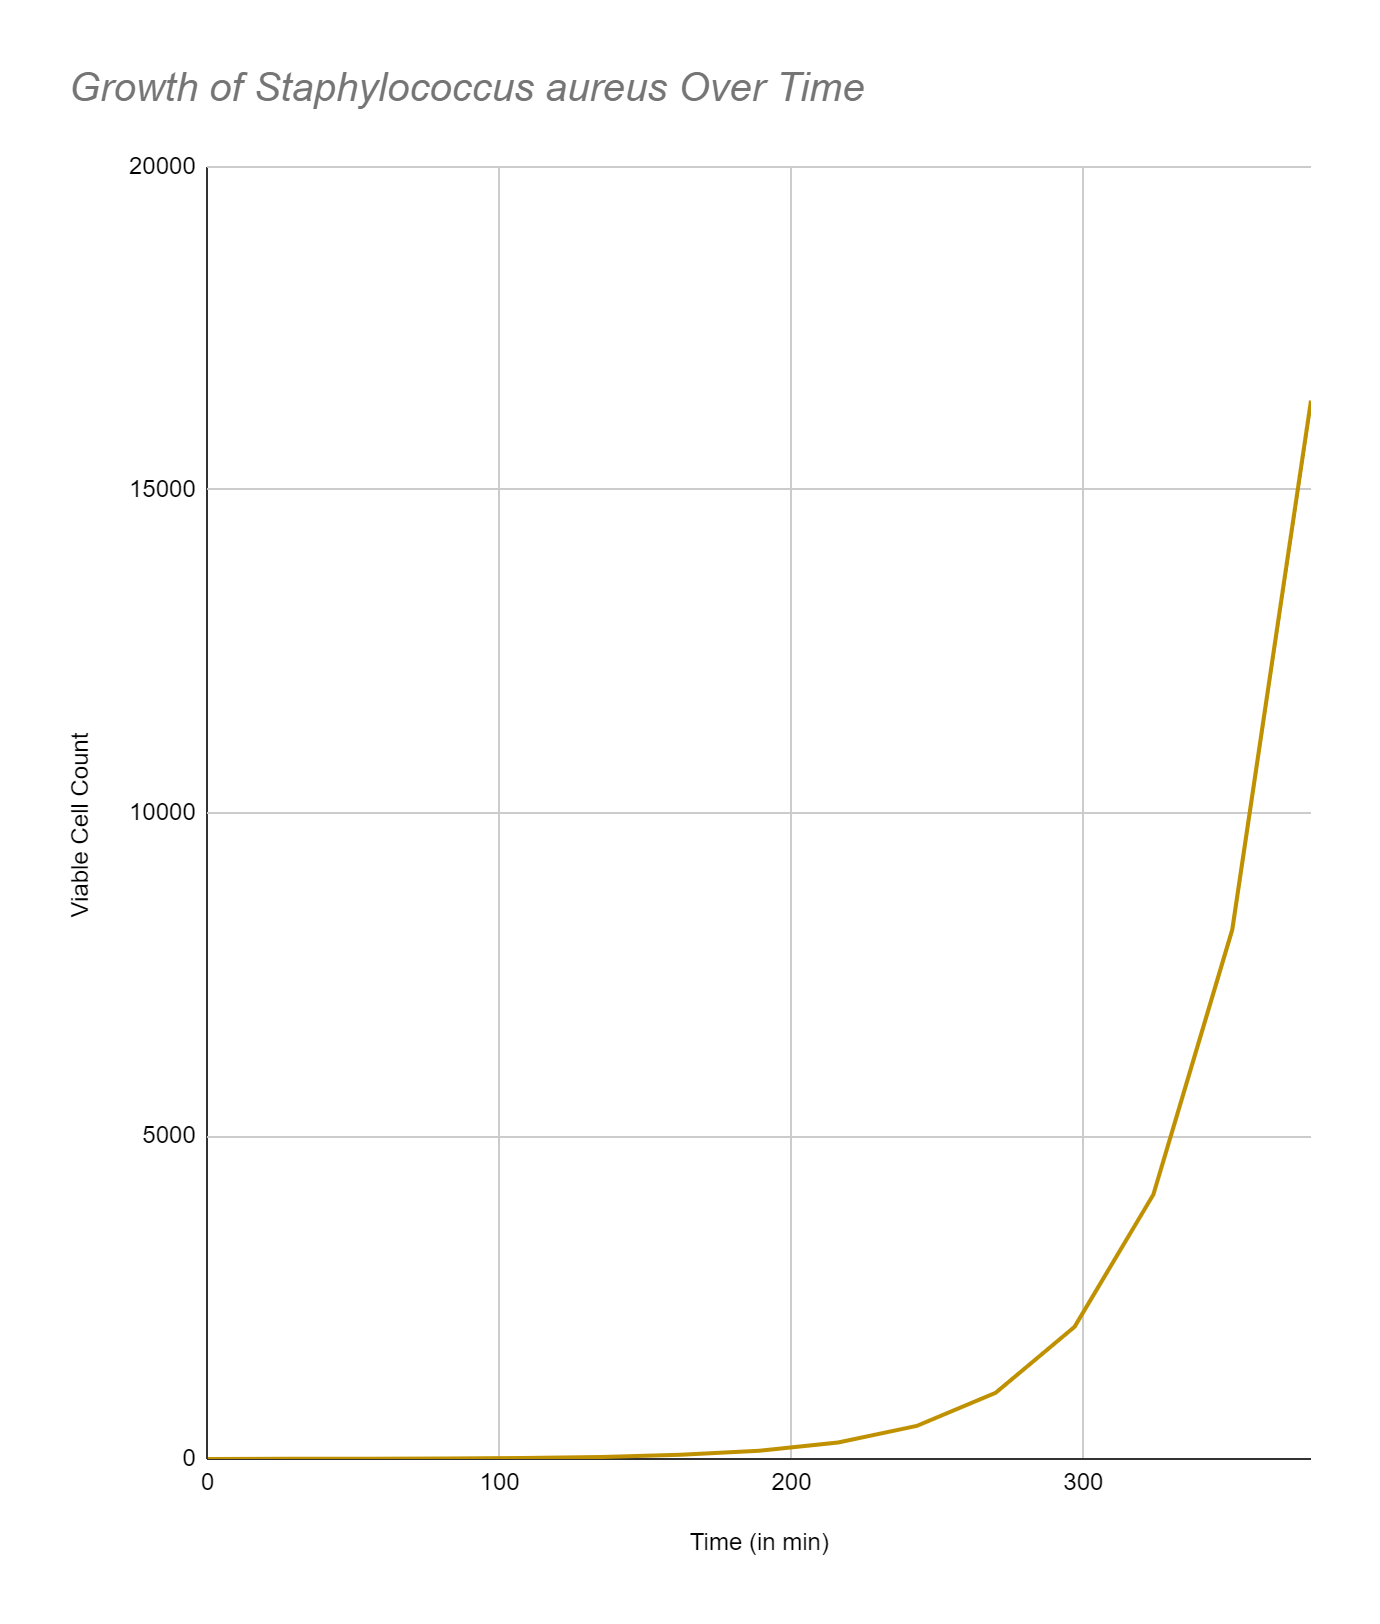 Growth of Staphylococcus aureus Over Time
20000
15000
10000
5000
0
Viable Cell Count
0 100 200 300
Time (in min)